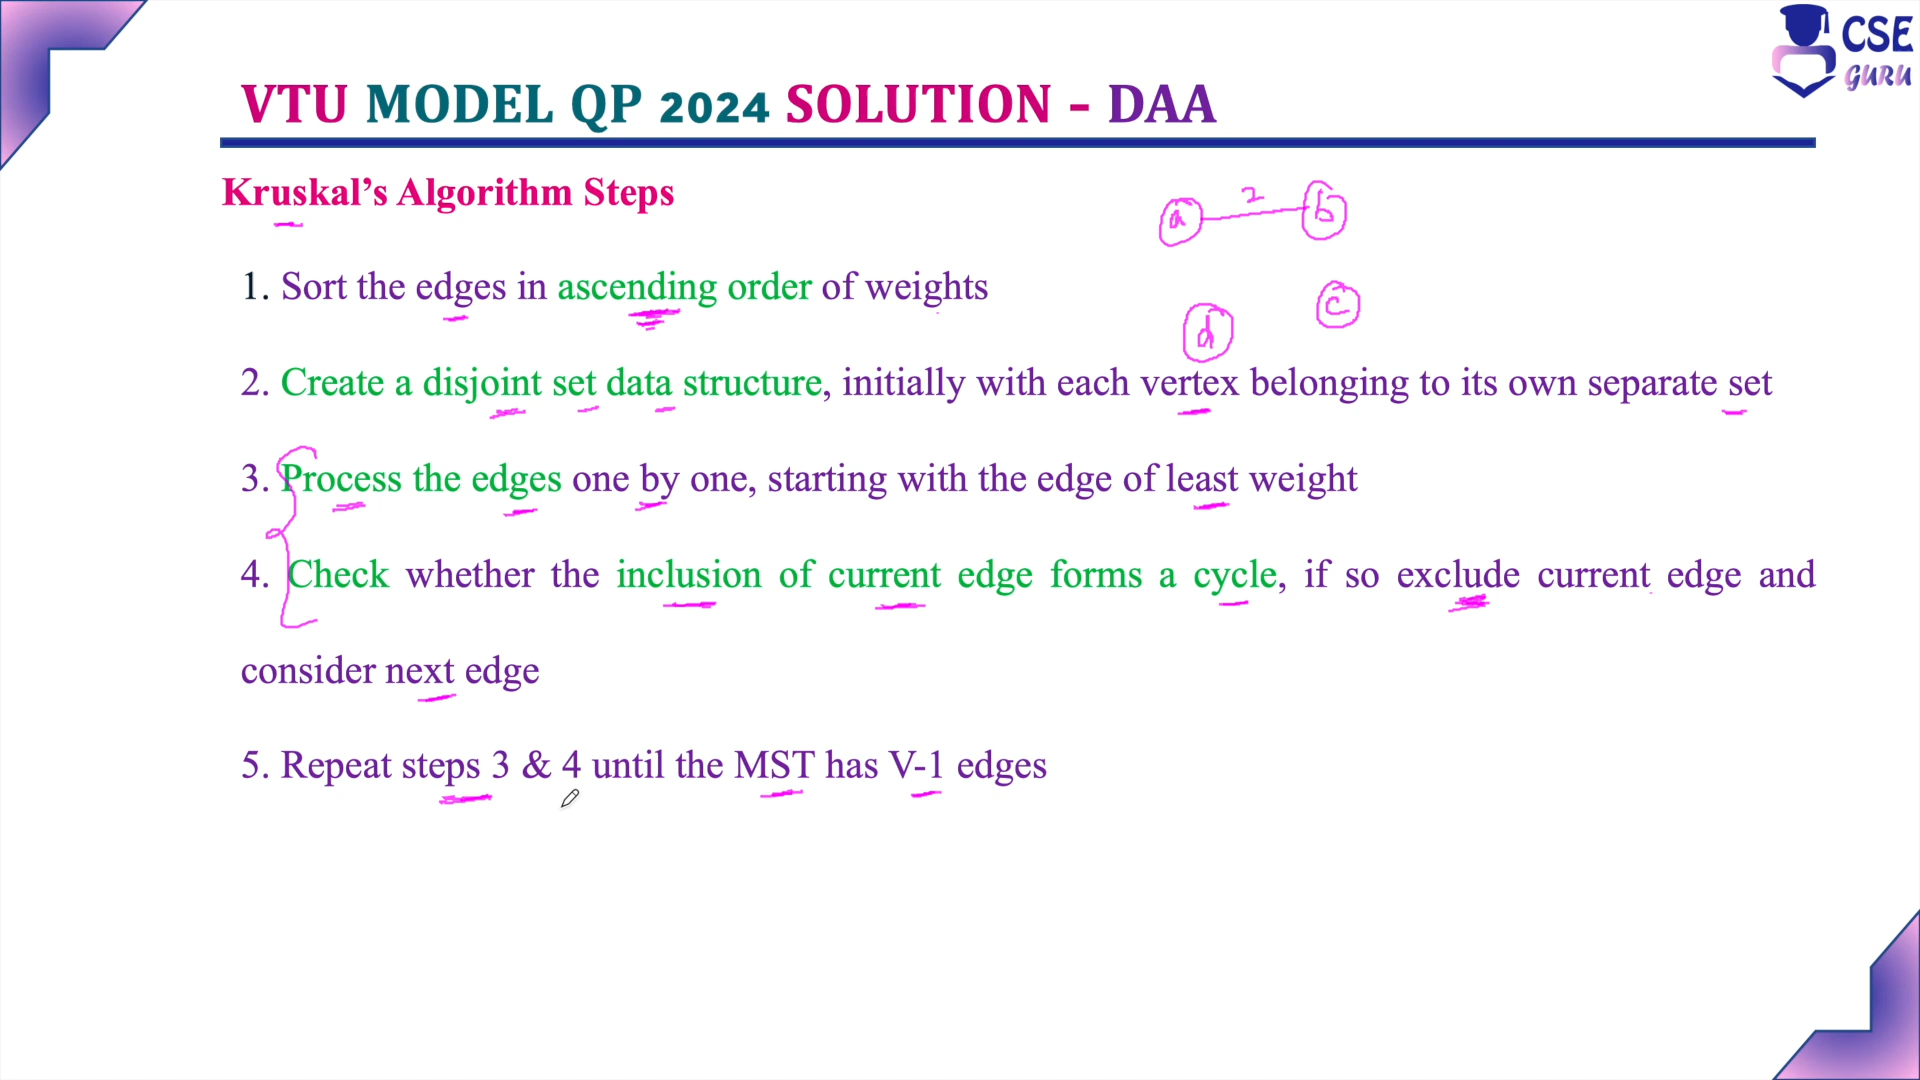 CSE
GURU
VTU MODEL QP 2024 SOLUTION - DAA
Kruskal's Algorithm Steps
a 2 b
1. Sort the edges in ascending order of weights
c
d
2. Create a disjoint set data structure, initially with each vertex belonging to its own separate set
3. Process the edges one by one, starting with the edge of least weight
4. Check whether the inclusion of current edge forms a cycle, if so exclude current edge and
consider next edge
5. Repeat steps 3 & 4 until the MST has V-1 edges